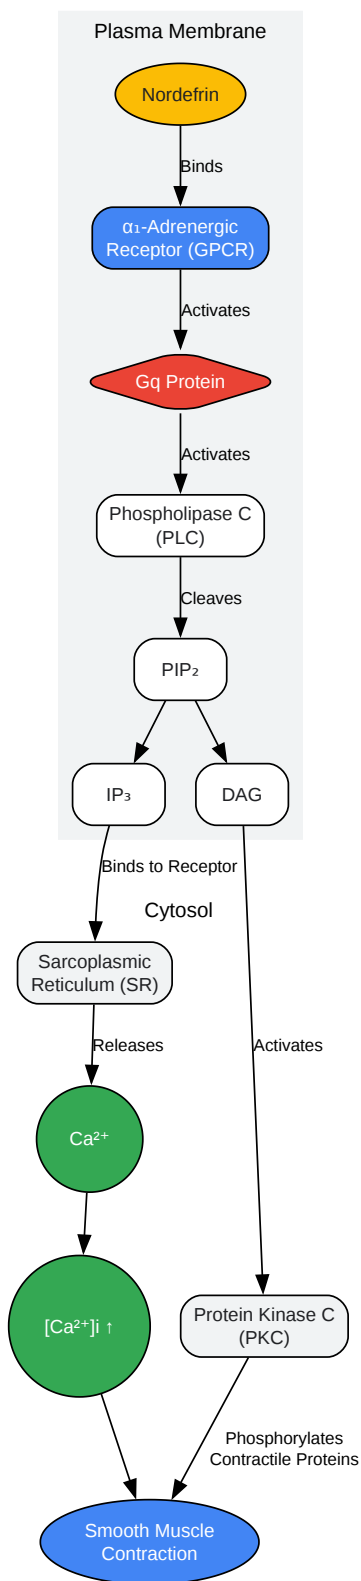 Plasma Membrane
Nordefrin
Binds
α₁-Adrenergic
Receptor (GPCR)
Activates
Gq Protein
Activates
Phospholipase C
(PLC)
Cleaves
PIP₂
IP₃
DAG
Binds to Receptor
Cytosol
Sarcoplasmic
Reticulum (SR)
Releases
Activates
Ca²⁺
[Ca²⁺]i ↑
Protein Kinase C
(PKC)
Phosphorylates
Contractile Proteins
Smooth Muscle
Contraction